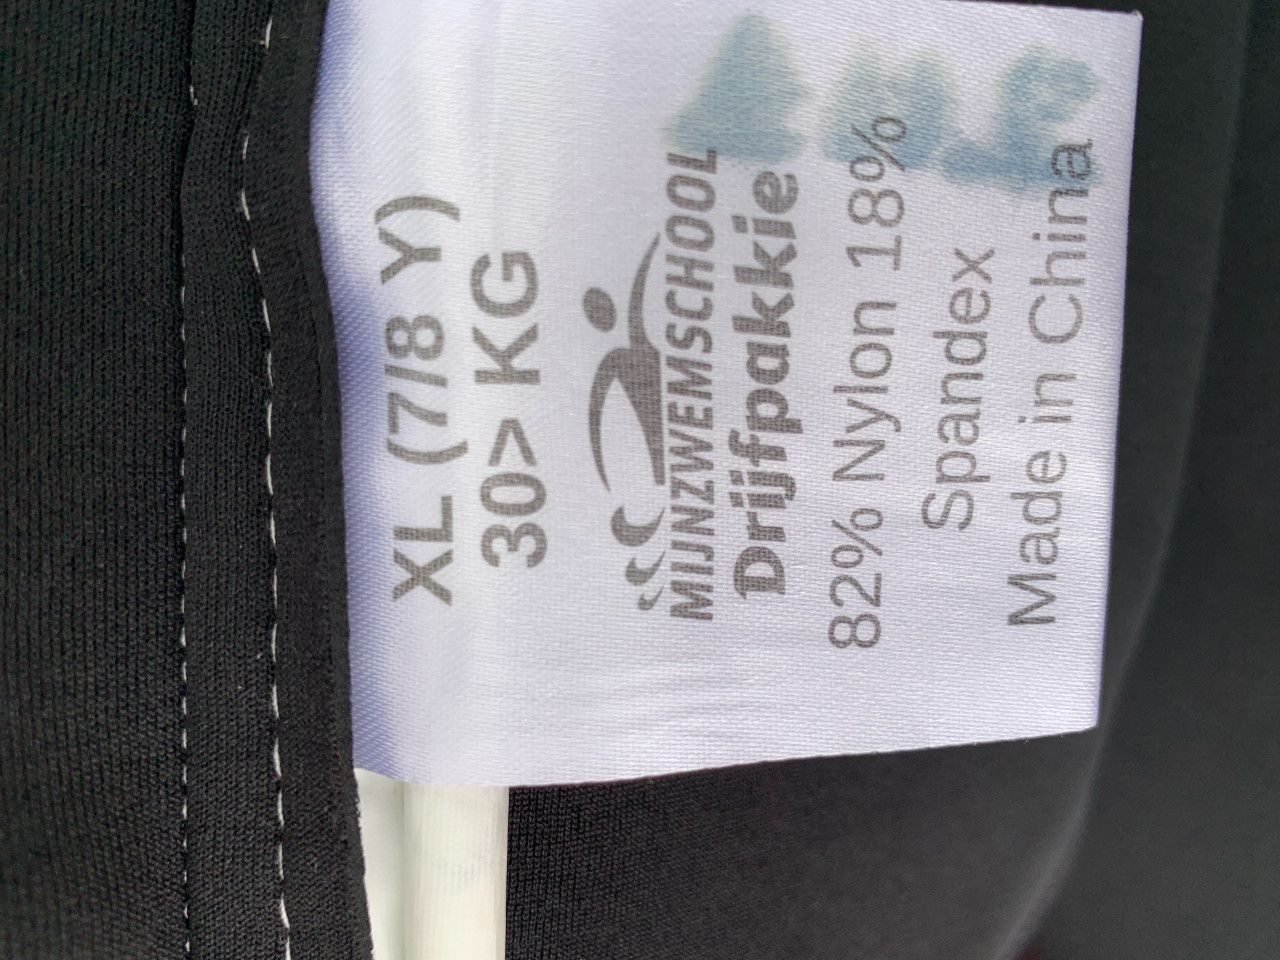 XL (7/8 Y)
30> KG
MIJNZWEMSCHOOL
Drijfpakkie
82% Nylon 18%
Spandex
Made in China